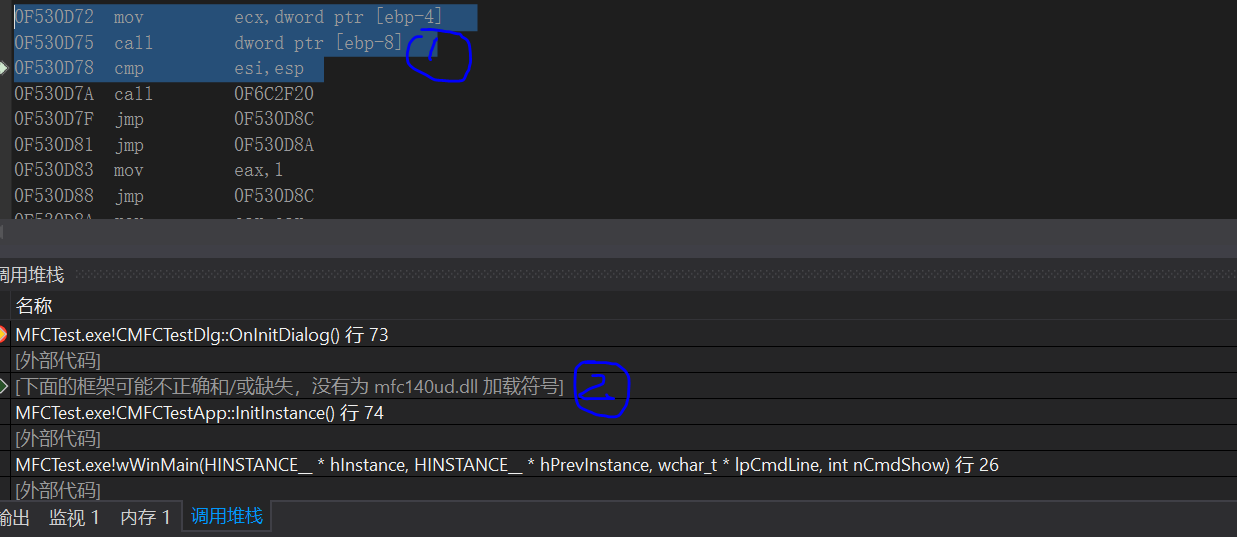 0F530D72 mov ecx,dword ptr [ebp-4]
0F530D75 call dword ptr [ebp-8]
1
0F530D78 cmp esi,esp
0F530D7A call 0F6C2F20
0F530D7F jmp 0F530D8C
0F530D81 jmp 0F530D8A
0F530D83 mov eax,1
0F530D88 jmp 0F530D8C
调用堆栈
名称
MFCTest.exe!CMFCTestDlg::OnInitDialog() 行 73
[外部代码]
[下面的框架可能不正确和/或缺失，没有为 mfc140ud.dll 加载符号]
2.
MFCTest.exe!CMFCTestApp::InitInstance() 行 74
[外部代码]
MFCTest.exe!wWinMain(HINSTANCE__ * hInstance, HINSTANCE__ * hPrevInstance, wchar_t * lpCmdLine, int nCmdShow) 行 26
[外部代码]
输出 监视 1 内存 1 调用堆栈